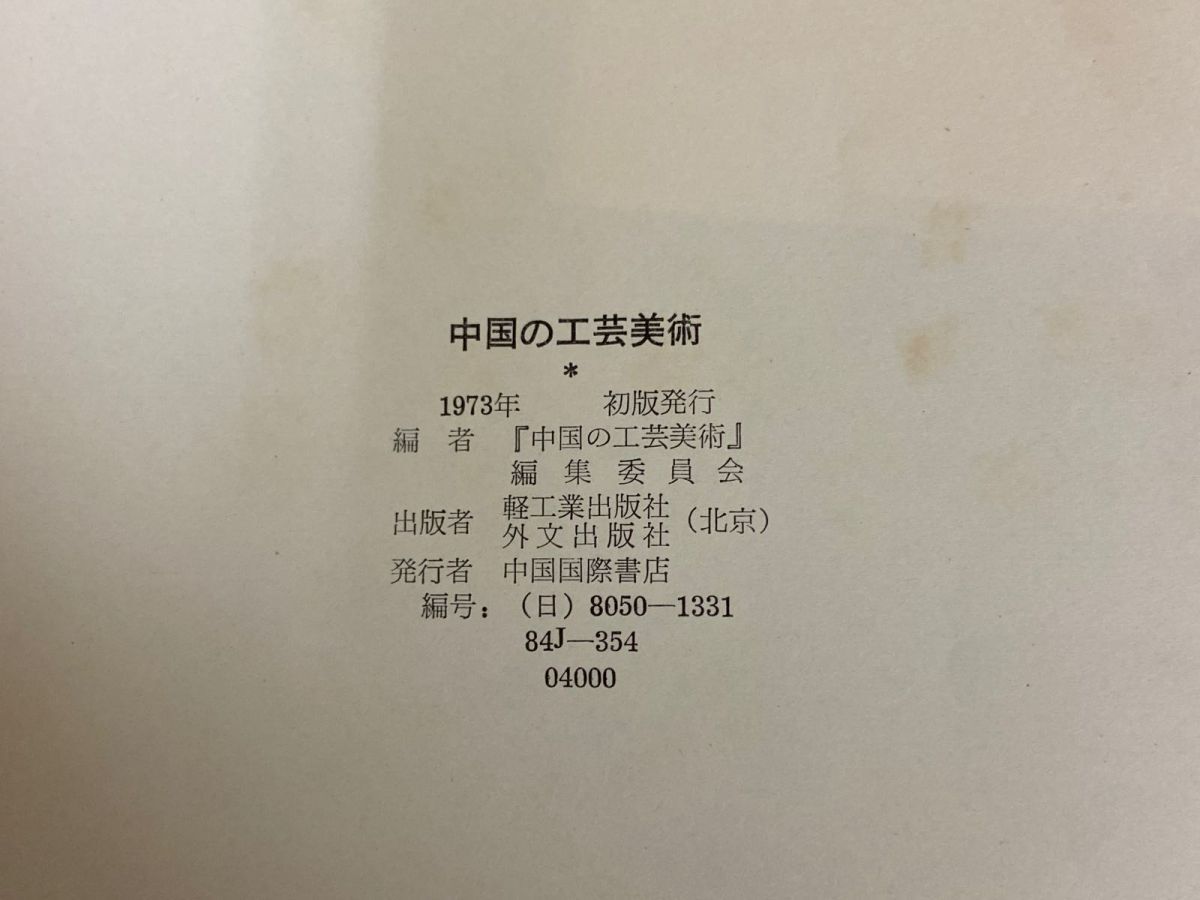 中国の工芸美術
*
1973年 初版発行
編 者 『中国の工芸美術』
編集委員会
出版者 軽工業出版社
外文出版社 (北京)
発行者 中国国際書店
編号: (日) 8050—1331
84J—354
04000